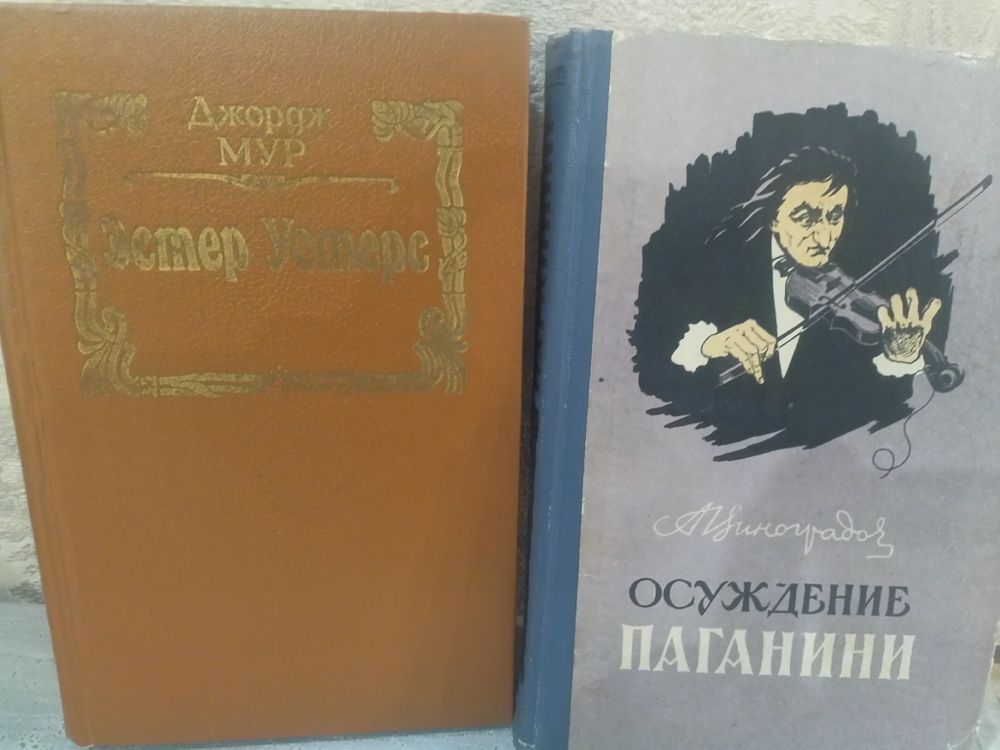 Джордж
МУР
Эстер Уотерс
А Виноградов
ОСУЖДЕНИЕ
ПАГАНИНИ